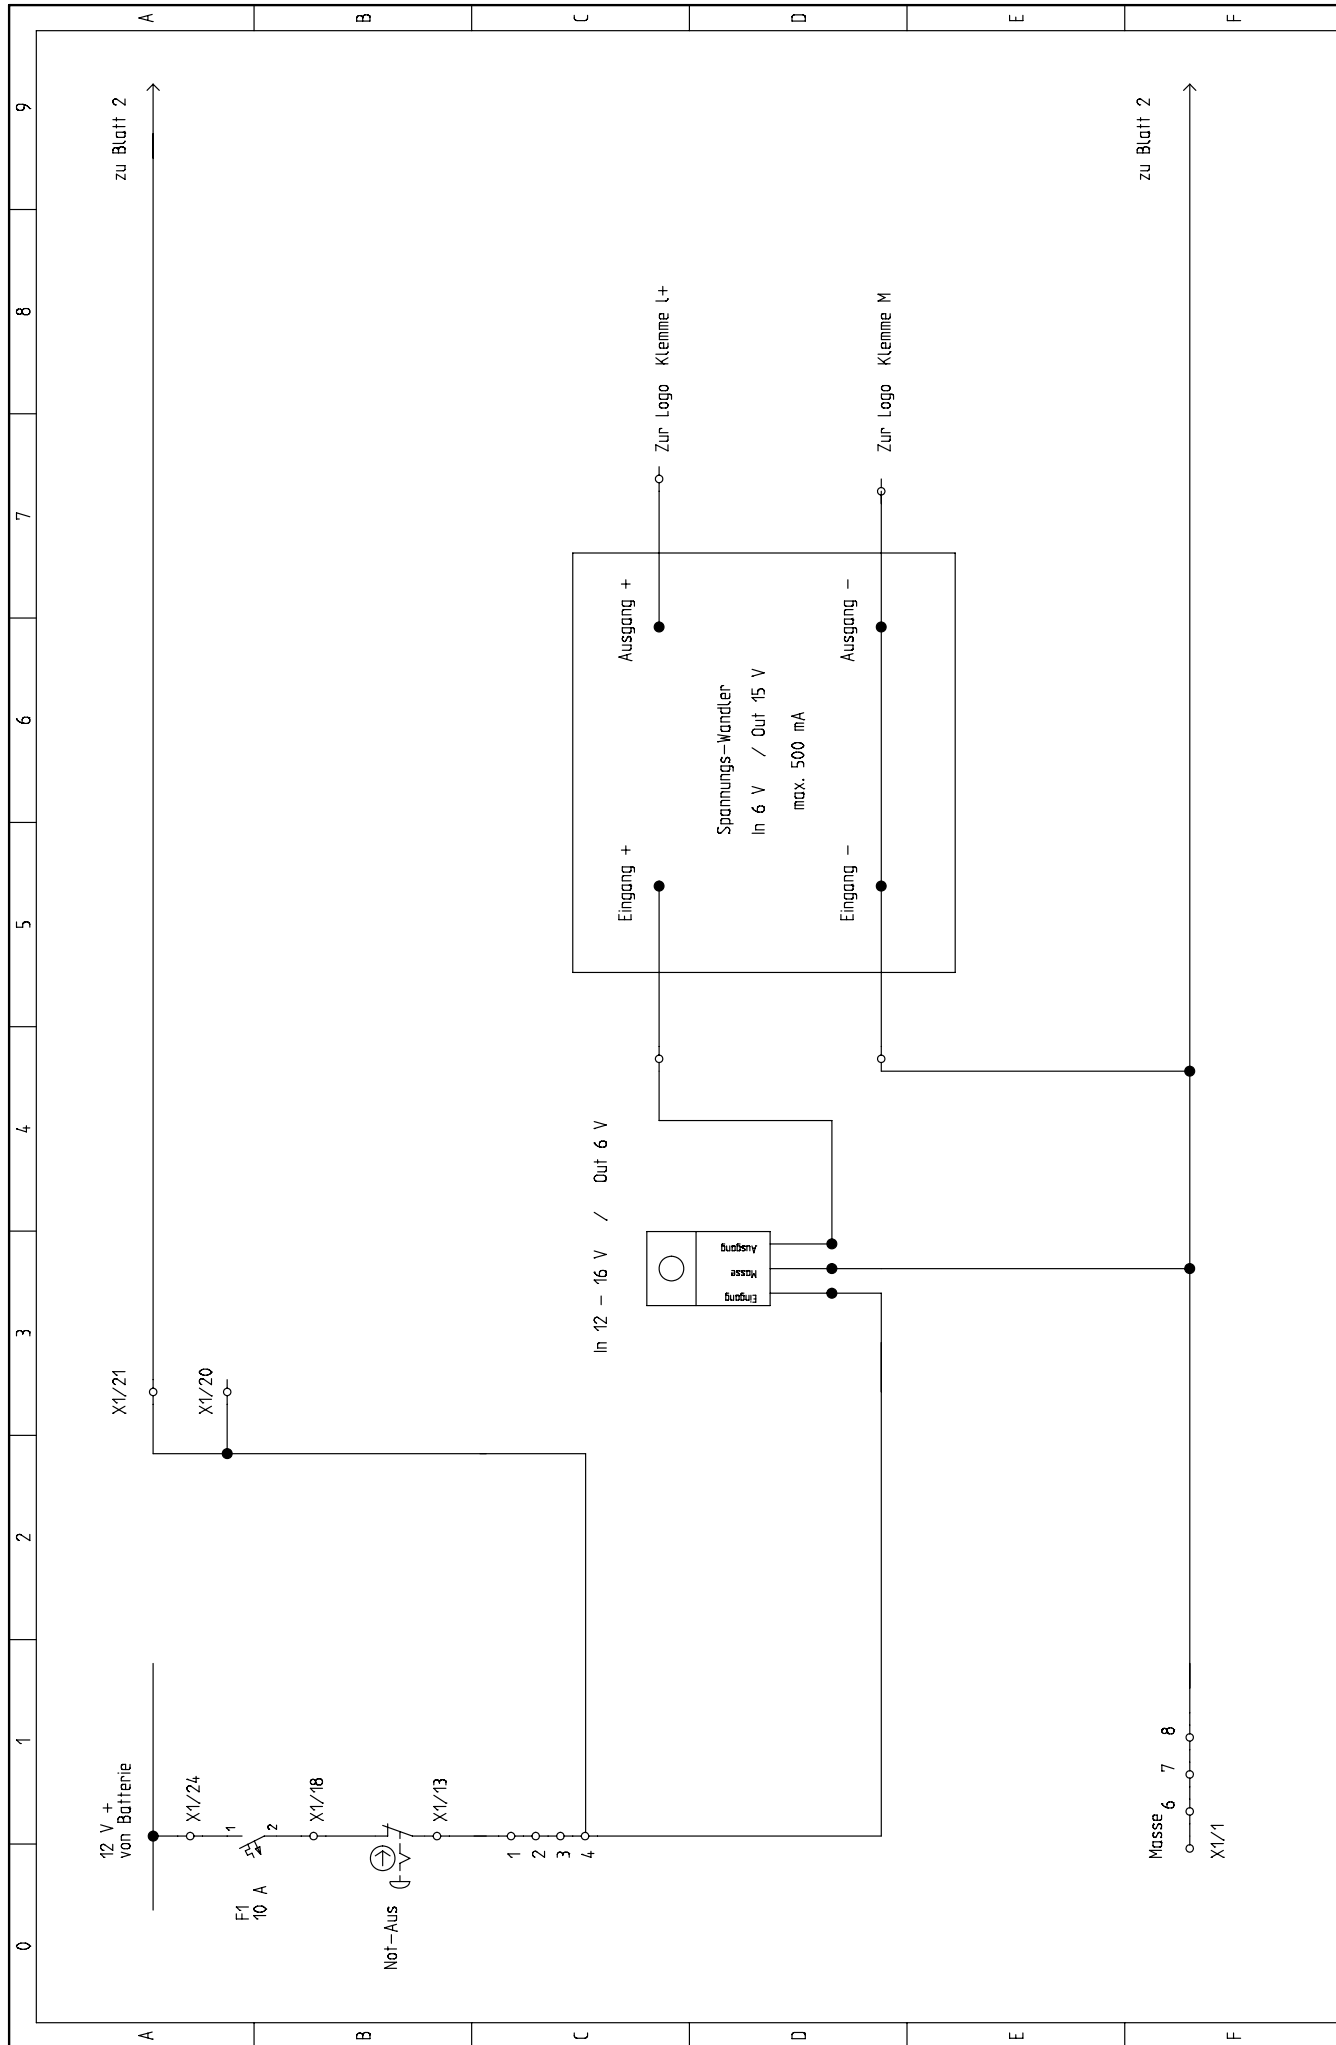 0 1 2 3 4 5 6 7 8 9
A
B
C
D
E
F
A
B
C
D
E
F
12 V +
von Batterie
X1/24
F1
10 A
1
2
X1/18
Not-Aus
X1/13
1
2
3
4
X1/21
X1/20
zu Blatt 2
In 12 - 16 V / Out 6 V
Eingang
Masse
Ausgang
Eingang +
Ausgang +
Spannungs-Wandler
In 6 V / Out 15 V
max. 500 mA
Eingang -
Ausgang -
Zur Logo Klemme L+
Zur Logo Klemme M
Masse
6 7 8
X1/1
zu Blatt 2